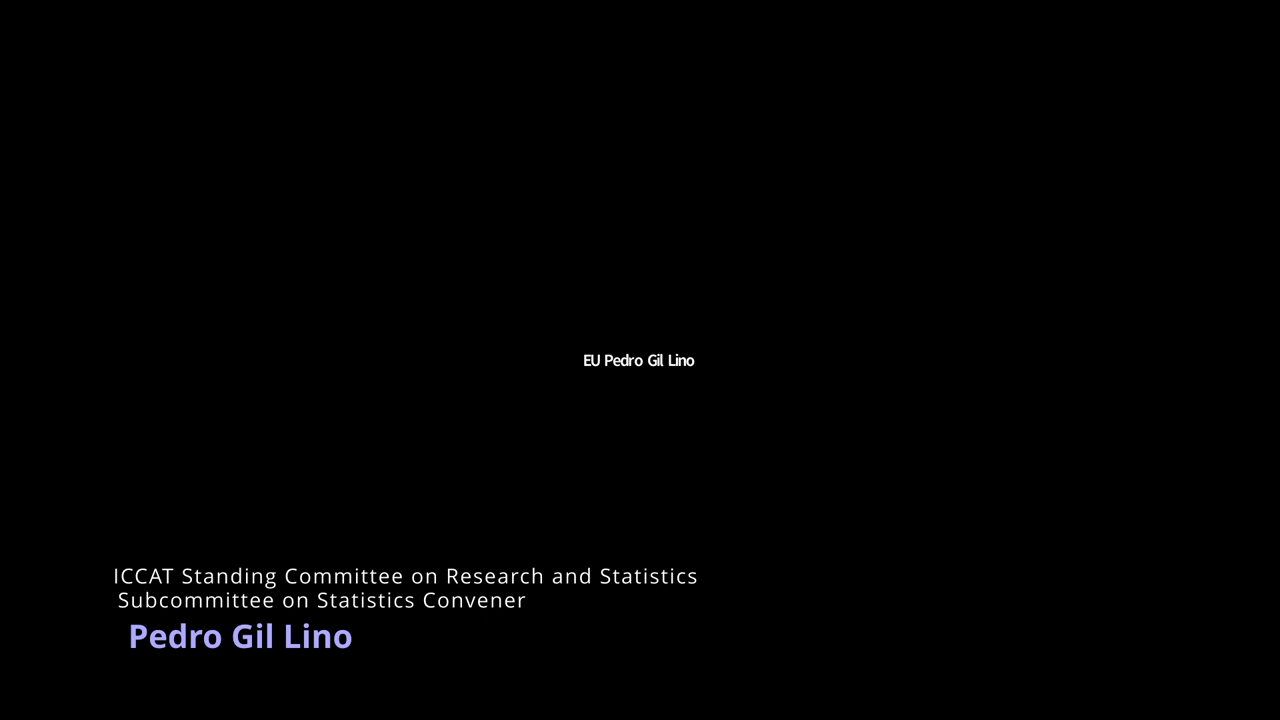 EU Pedro Gil Lino
ICCAT Standing Committee on Research and Statistics
Subcommittee on Statistics Convener
Pedro Gil Lino